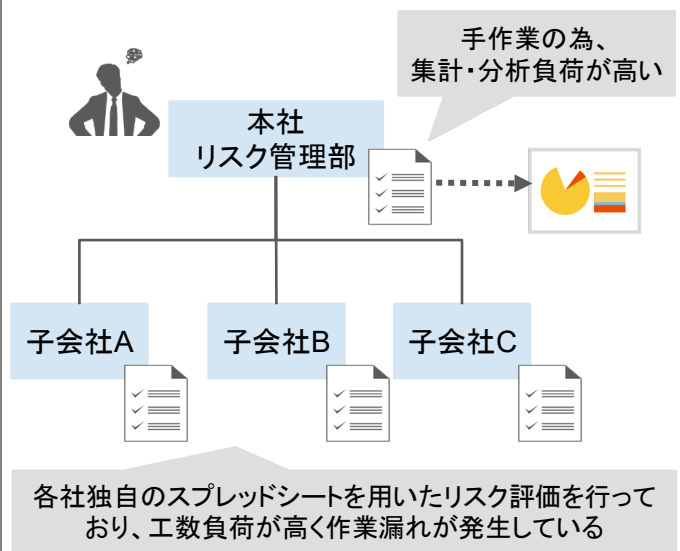 手作業の為、
集計・分析負荷が高い
本社
リスク管理部
子会社A
子会社B
子会社C
各社独自のスプレッドシートを用いたリスク評価を行って
おり、工数負荷が高く作業漏れが発生している